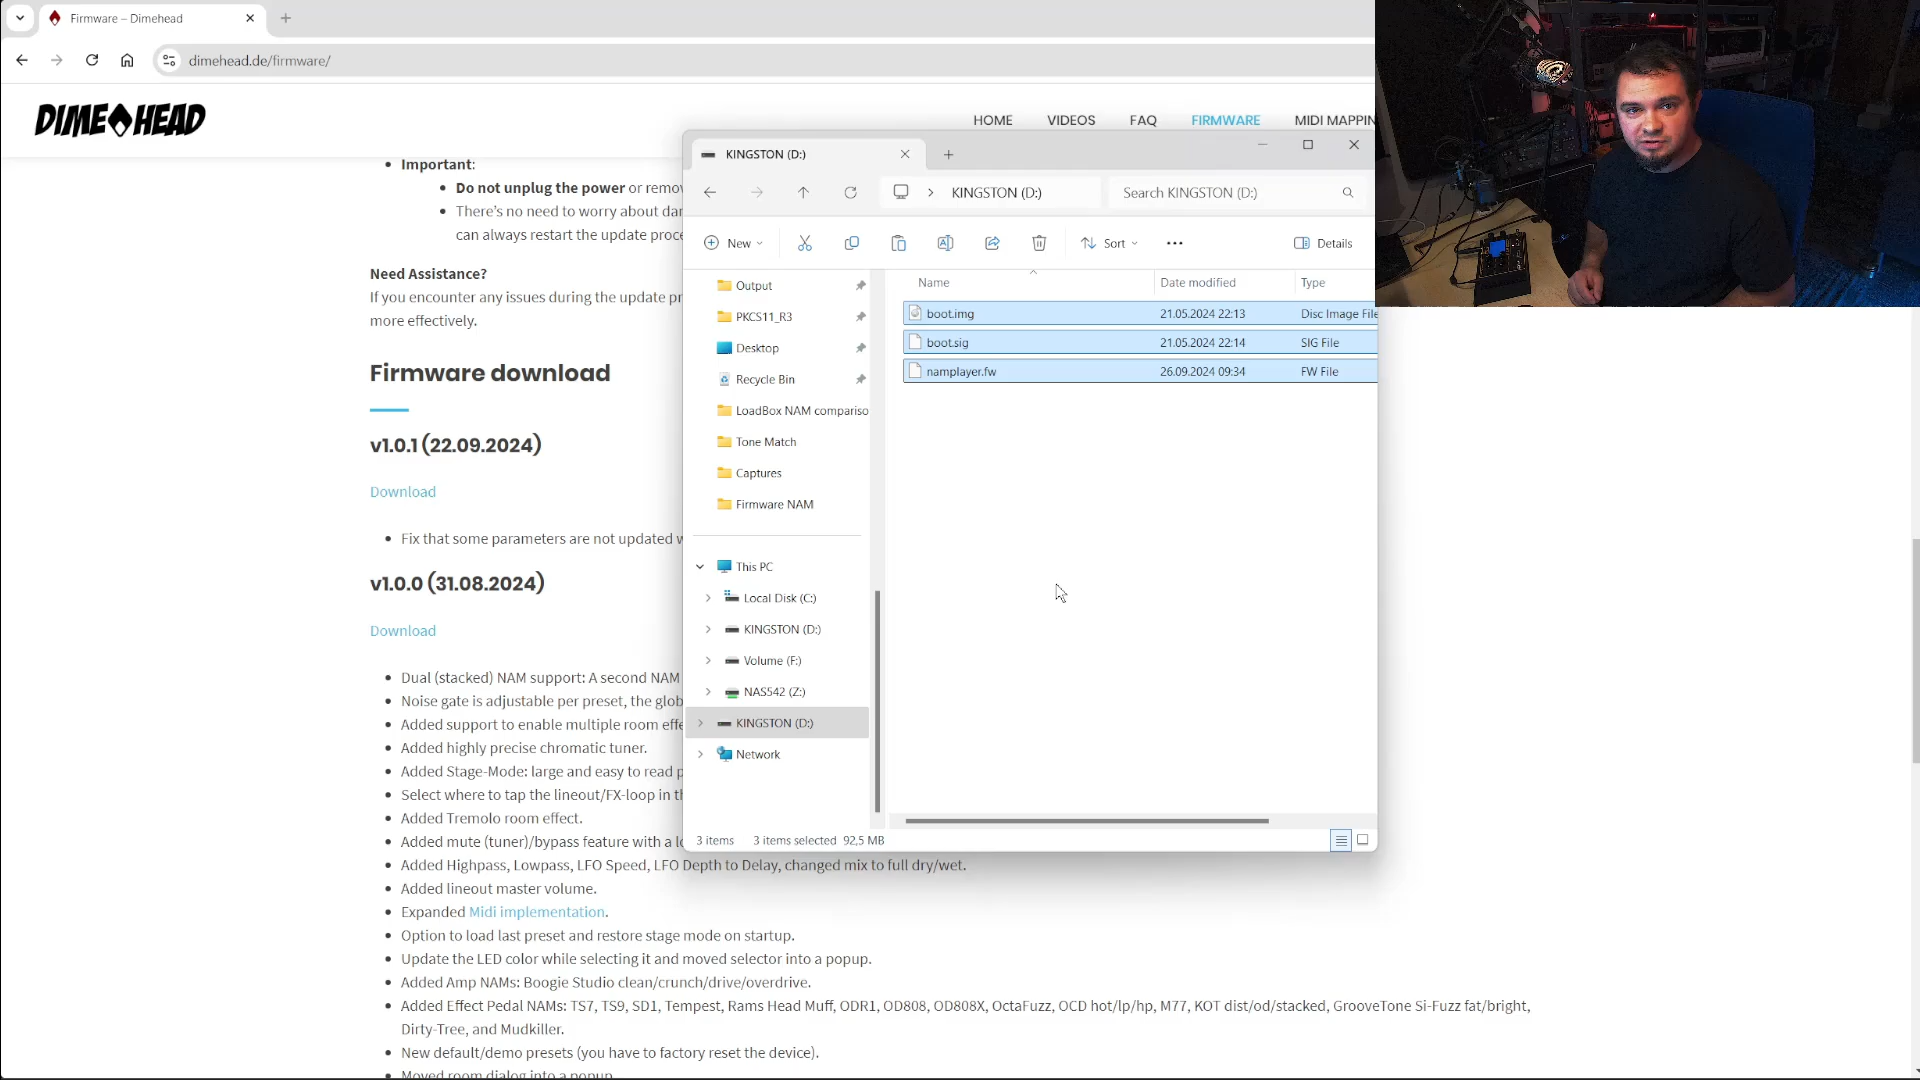 Firmware – Dimehead
dimehead.de/firmware/
DIMEHEAD
HOME VIDEOS FAQ FIRMWARE MIDI MAPPIN
Important:
Do not unplug the power or remov
There's no need to worry about dar
can always restart the update proce
Need Assistance?
If you encounter any issues during the update pr
more effectively.
Firmware download
v1.0.1 (22.09.2024)
Download
Fix that some parameters are not updated w
v1.0.0 (31.08.2024)
Download
Dual (stacked) NAM support: A second NAM
Noise gate is adjustable per preset, the glob
Added support to enable multiple room effe
Added highly precise chromatic tuner.
Added Stage-Mode: large and easy to read p
Select where to tap the lineout/FX-loop in th
Added Tremolo room effect.
Added mute (tuner)/bypass feature with a lo
Added Highpass, Lowpass, LFO Speed, LFO Depth to Delay, changed mix to full dry/wet.
Added lineout master volume.
Expanded Midi implementation.
Option to load last preset and restore stage mode on startup.
Update the LED color while selecting it and moved selector into a popup.
Added Amp NAMs: Boogie Studio clean/crunch/drive/overdrive.
Added Effect Pedal NAMs: TS7, TS9, SD1, Tempest, Rams Head Muff, ODR1, OD808, OD808X, OctaFuzz, OCD hot/lp/hp, M77, KOT dist/od/stacked, GrooveTone Si-Fuzz fat/bright,
Dirty-Tree, and Mudkiller.
New default/demo presets (you have to factory reset the device).
Moved room dialog into a popup.
KINGSTON (D:)
KINGSTON (D:) Search KINGSTON (D:)
New Sort Details
Output
PKCS11_R3
Desktop
Recycle Bin
LoadBox NAM compariso
Tone Match
Captures
Firmware NAM
This PC
Local Disk (C:)
KINGSTON (D:)
Volume (F:)
NAS542 (Z:)
KINGSTON (D:)
Network
Name Date modified Type
boot.img 21.05.2024 22:13 Disc Image File
boot.sig 21.05.2024 22:14 SIG File
namplayer.fw 26.09.2024 09:34 FW File
3 items 3 items selected 92,5 MB